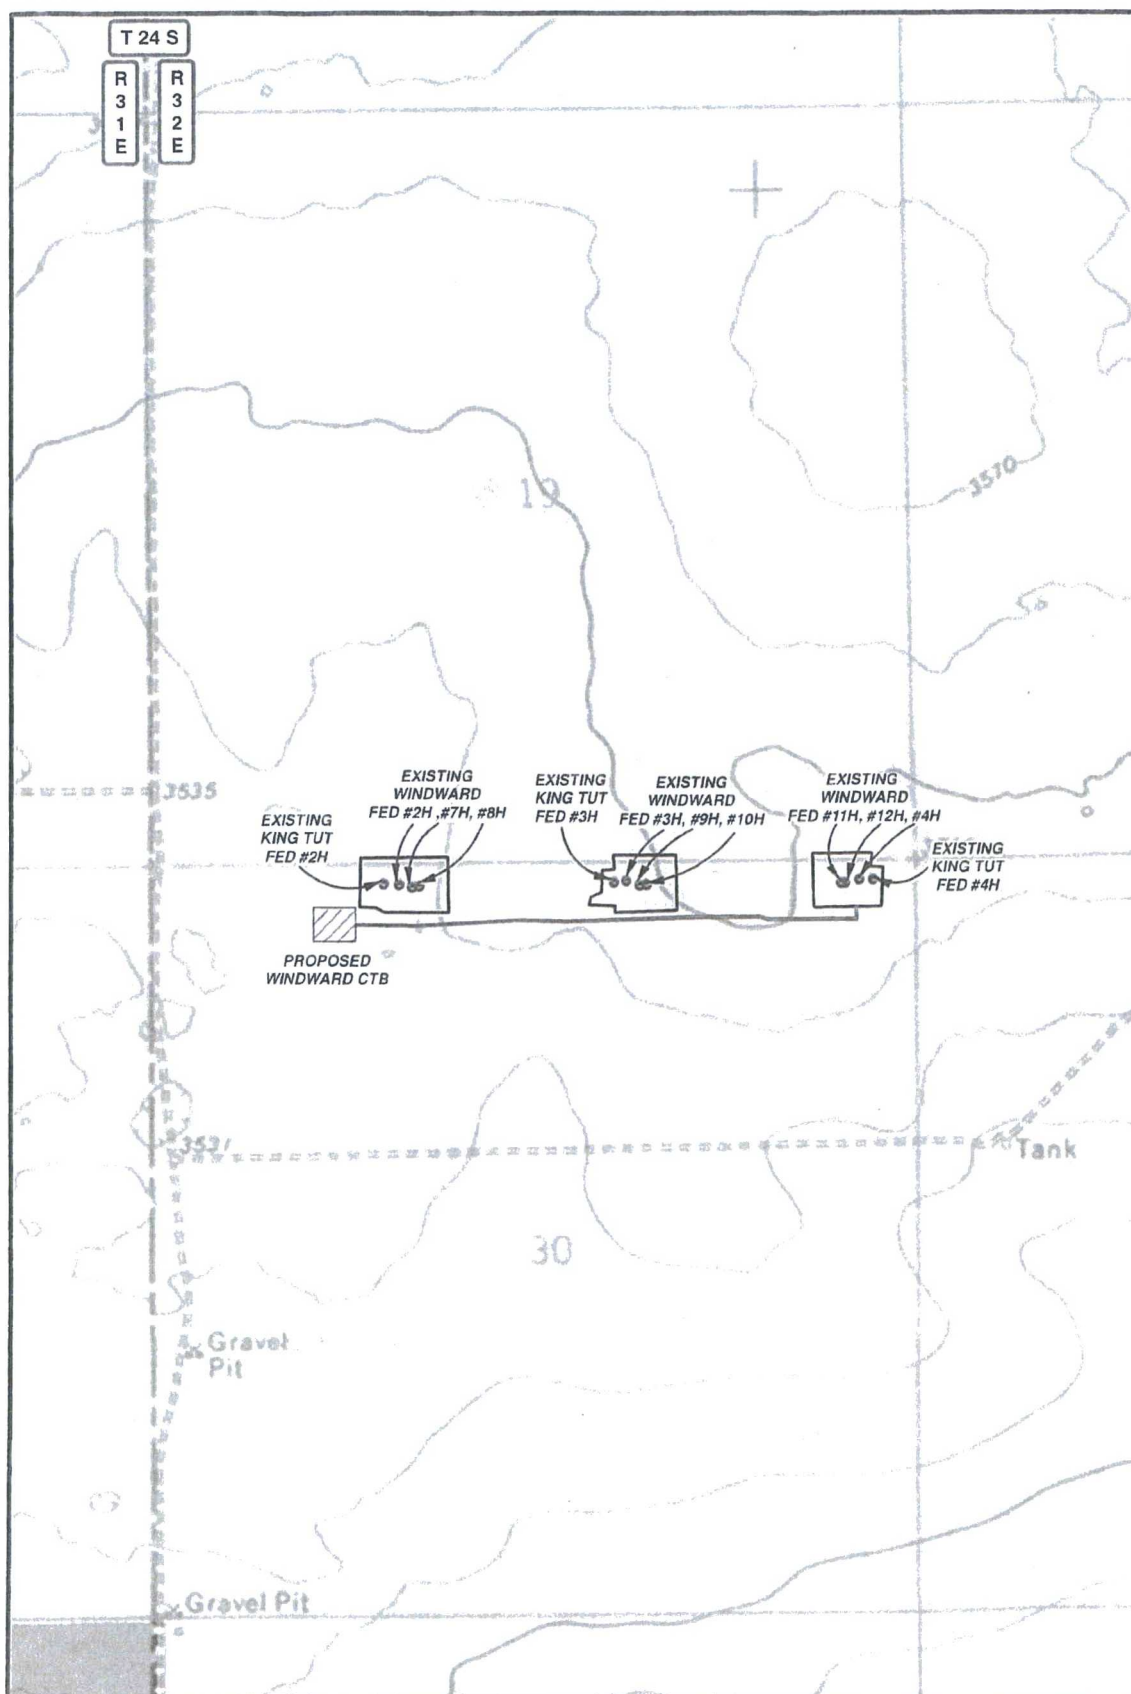 T 24 S
R
3
1
E
R
3
2
E
3570
19
3535
EXISTING
KING TUT
FED #2H
EXISTING
WINDWARD
FED #2H ,#7H, #8H
EXISTING
KING TUT
FED #3H
EXISTING
WINDWARD
FED #3H, #9H, #10H
EXISTING
WINDWARD
FED #11H, #12H, #4H
EXISTING
KING TUT
FED #4H
PROPOSED
WINDWARD CTB
3531
Tank
30
Gravel
Pit
Gravel Pit